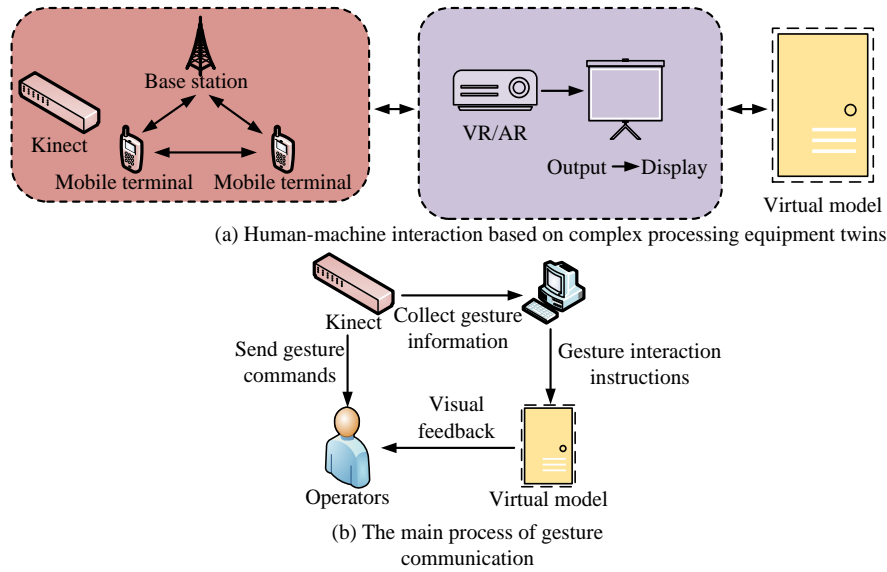 Base station
Kinect
Mobile terminal Mobile terminal
VR/AR
Output Display
Virtual model
(a) Human-machine interaction based on complex processing equipment twins
Kinect
Collect gesture
information
Send gesture
commands
Gesture interaction
instructions
Visual
feedback
Operators
Virtual model
(b) The main process of gesture
communication